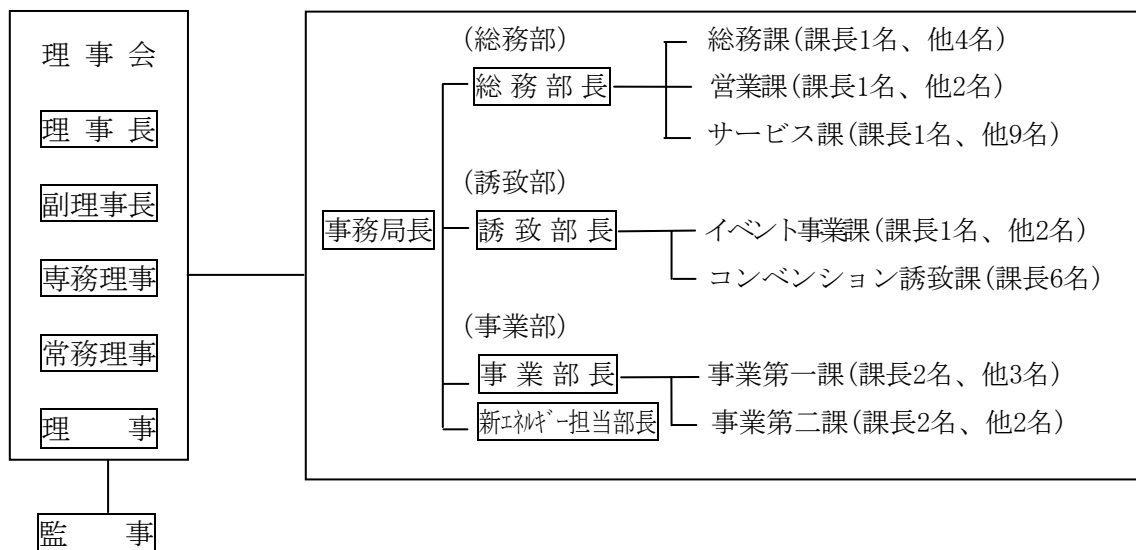 理事会
理事長
副理事長
専務理事
常務理事
理事
監事
事務局長
(総務部)
総務部長
総務課(課長1名、他4名)
営業課(課長1名、他2名)
サービス課(課長1名、他9名)
(誘致部)
誘致部長
イベント事業課(課長1名、他2名)
コンベンション誘致課(課長6名)
(事業部)
事業部長
事業第一課(課長2名、他3名)
新エネルギー担当部長
事業第二課(課長2名、他2名)